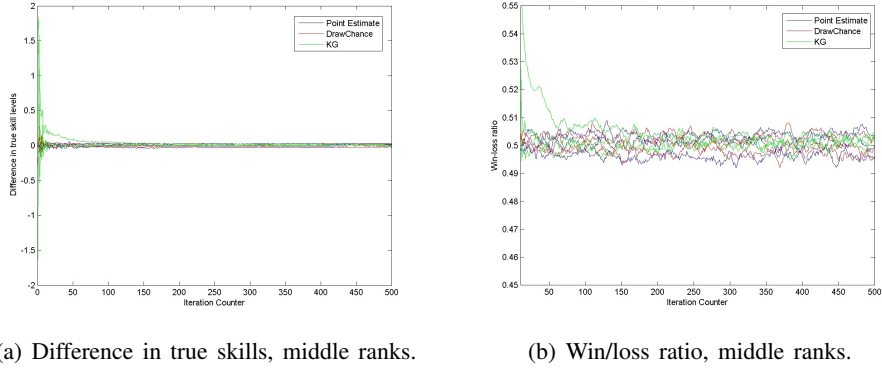 2
1.5
1
0.5
0
-0.5
-1
-1.5
-2
Difference in true skill levels
0 50 100 150 200 250 300 350 400 450 500
Iteration Counter
Point Estimate
DrawChance
KG
0.55
0.54
0.53
0.52
0.51
0.5
0.49
0.48
0.47
0.46
0.45
Win-loss ratio
50 100 150 200 250 300 350 400 450 500
Iteration Counter
Point Estimate
DrawChance
KG
a) Difference in true skills, middle ranks.
(b) Win/loss ratio, middle ranks.